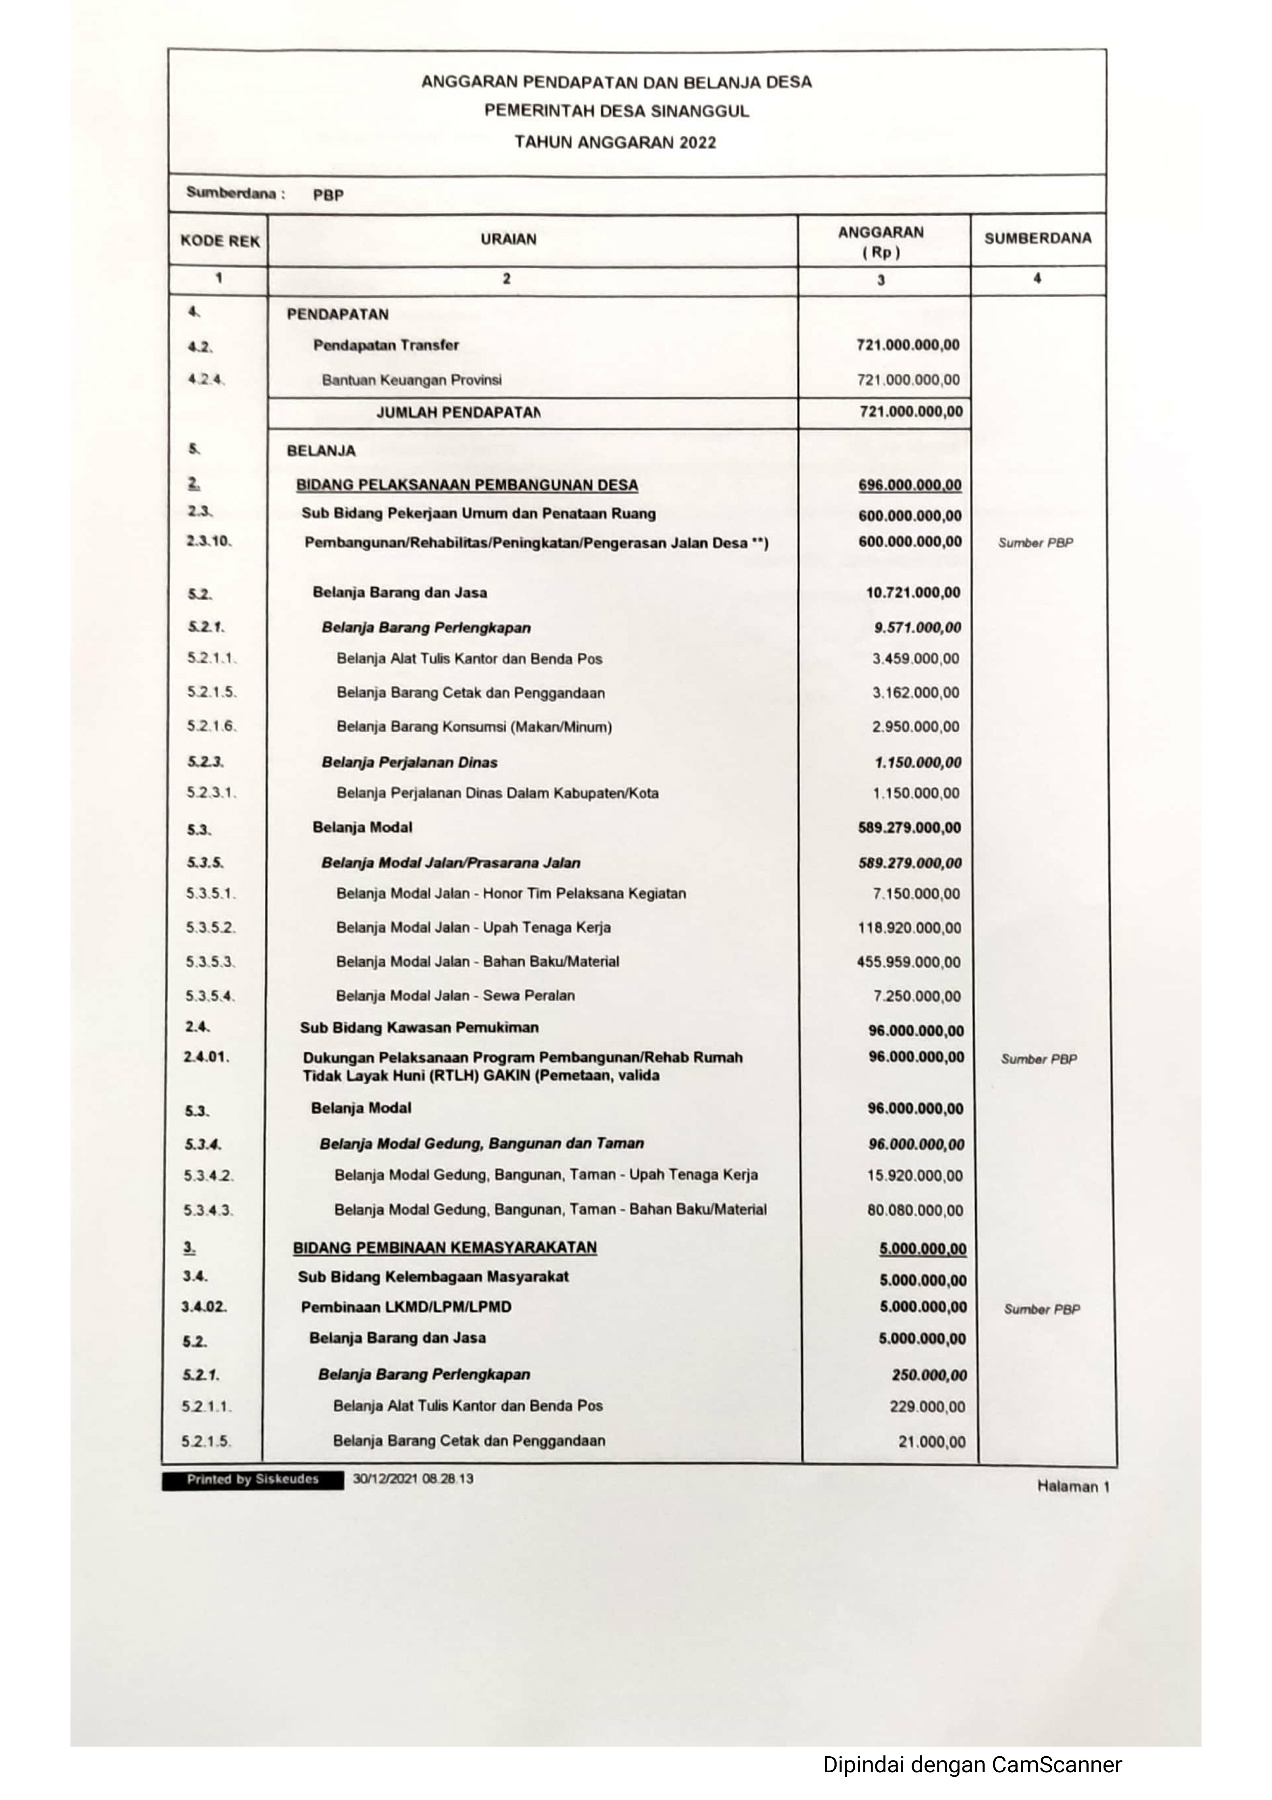 ANGGARAN PENDAPATAN DAN BELANJA DESA
PEMERINTAH DESA SINANGGUL
TAHUN ANGGARAN 2022
Sumberdana : PBP
KODE REK URAIAN ANGGARAN (Rp) SUMBERDANA
1 2 3 4
4. PENDAPATAN
4.2. Pendapatan Transfer 721.000.000,00
4.2.4. Bantuan Keuangan Provinsi 721.000.000,00
JUMLAH PENDAPATAN 721.000.000,00
5. BELANJA
2. BIDANG PELAKSANAAN PEMBANGUNAN DESA 696.000.000,00
2.3. Sub Bidang Pekerjaan Umum dan Penataan Ruang 600.000.000,00
2.3.10. Pembangunan/Rehabilitas/Peningkatan/Pengerasan Jalan Desa **) 600.000.000,00 Sumber PBP
5.2. Belanja Barang dan Jasa 10.721.000,00
5.2.1. Belanja Barang Perlengkapan 9.571.000,00
5.2.1.1. Belanja Alat Tulis Kantor dan Benda Pos 3.459.000,00
5.2.1.5. Belanja Barang Cetak dan Penggandaan 3.162.000,00
5.2.1.6. Belanja Barang Konsumsi (Makan/Minum) 2.950.000,00
5.2.3. Belanja Perjalanan Dinas 1.150.000,00
5.2.3.1. Belanja Perjalanan Dinas Dalam Kabupaten/Kota 1.150.000,00
5.3. Belanja Modal 589.279.000,00
5.3.5. Belanja Modal Jalan/Prasarana Jalan 589.279.000,00
5.3.5.1. Belanja Modal Jalan - Honor Tim Pelaksana Kegiatan 7.150.000,00
5.3.5.2. Belanja Modal Jalan - Upah Tenaga Kerja 118.920.000,00
5.3.5.3. Belanja Modal Jalan - Bahan Baku/Material 455.959.000,00
5.3.5.4. Belanja Modal Jalan - Sewa Peralan 7.250.000,00
2.4. Sub Bidang Kawasan Pemukiman 96.000.000,00
2.4.01. Dukungan Pelaksanaan Program Pembangunan/Rehab Rumah 96.000.000,00 Sumber PBP
Tidak Layak Huni (RTLH) GAKIN (Pemetaan, valida
5.3. Belanja Modal 96.000.000,00
5.3.4. Belanja Modal Gedung, Bangunan dan Taman 96.000.000,00
5.3.4.2. Belanja Modal Gedung, Bangunan, Taman - Upah Tenaga Kerja 15.920.000,00
5.3.4.3. Belanja Modal Gedung, Bangunan, Taman - Bahan Baku/Material 80.080.000,00
3. BIDANG PEMBINAAN KEMASYARAKATAN 5.000.000,00
3.4. Sub Bidang Kelembagaan Masyarakat 5.000.000,00
3.4.02. Pembinaan LKMD/LPM/LPMD 5.000.000,00 Sumber PBP
5.2. Belanja Barang dan Jasa 5.000.000,00
5.2.1. Belanja Barang Perlengkapan 250.000,00
5.2.1.1. Belanja Alat Tulis Kantor dan Benda Pos 229.000,00
5.2.1.5. Belanja Barang Cetak dan Penggandaan 21.000,00
Printed by Siskeudes 30/12/2021 08.28.13 Halaman 1
Dipindai dengan CamScanner